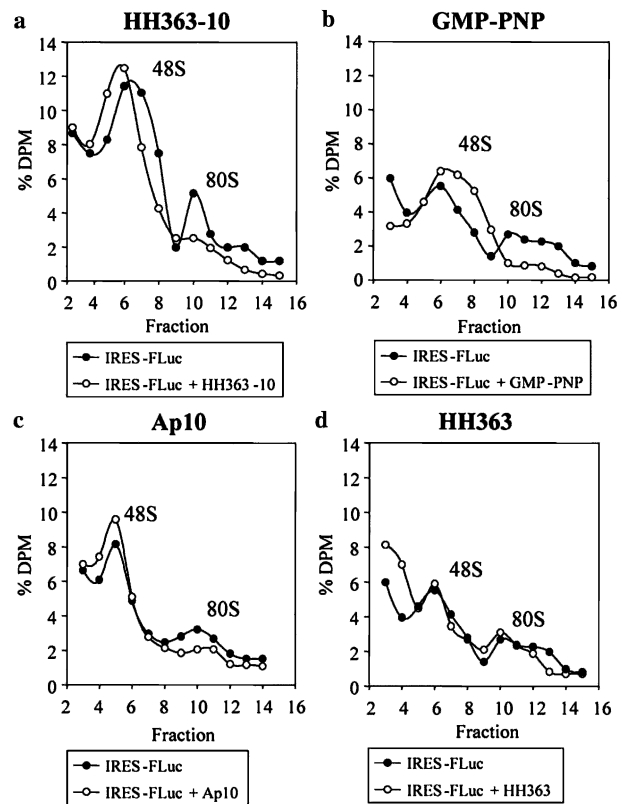 a HH363-10
% DPM
14
12
10
8
6
4
2
0
48S
80S
2 4 6 8 10 12 14 16
Fraction
IRES-FLuc
IRES-FLuc + HH363-10
b GMP-PNP
% DPM
14
12
10
8
6
4
2
0
48S
80S
2 4 6 8 10 12 14 16
Fraction
IRES-FLuc
IRES-FLuc + GMP-PNP
c Ap10
% DPM
14
12
10
8
6
4
2
0
48S
80S
2 4 6 8 10 12 14 16
Fraction
IRES-FLuc
IRES-FLuc + Ap10
d HH363
% DPM
14
12
10
8
6
4
2
0
48S
80S
2 4 6 8 10 12 14 16
Fraction
IRES-FLuc
IRES-FLuc + HH363